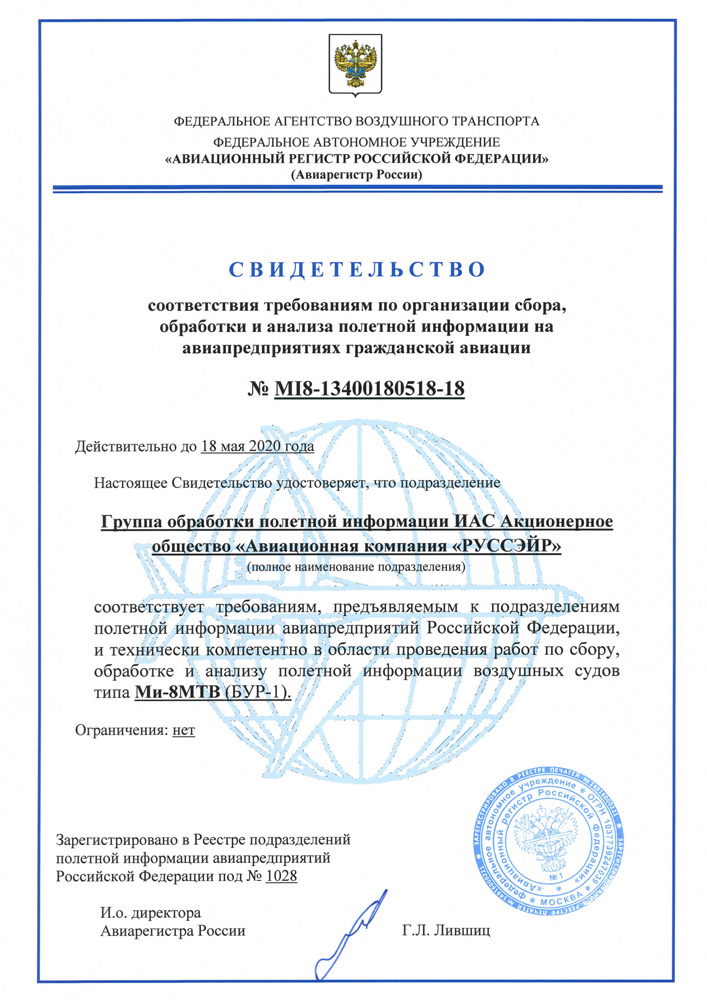 ФЕДЕРАЛЬНОЕ АГЕНТСТВО ВОЗДУШНОГО ТРАНСПОРТА
ФЕДЕРАЛЬНОЕ АВТОНОМНОЕ УЧРЕЖДЕНИЕ
«АВИАЦИОННЫЙ РЕГИСТР РОССИЙСКОЙ ФЕДЕРАЦИИ»
(Авиарегистр России)
СВИДЕТЕЛЬСТВО
соответствия требованиям по организации сбора,
обработки и анализа полетной информации на
авиапредприятиях гражданской авиации
№ MI8-13400180518-18
Действительно до 18 мая 2020 года
Настоящее Свидетельство удостоверяет, что подразделение
Группа обработки полетной информации ИАС Акционерное
общество «Авиационная компания «РУССЭЙР»
(полное наименование подразделения)
соответствует требованиям, предъявляемым к подразделениям
полетной информации авиапредприятий Российской Федерации,
и технически компетентно в области проведения работ по сбору,
обработке и анализу полетной информации воздушных судов
типа Ми-8МТВ (БУР-1).
Ограничения: нет
Зарегистрировано в Реестре подразделений
полетной информации авиапредприятий
Российской Федерации под № 1028
И.о. директора
Авиарегистра России
Г.Л. Лившиц
Федеральное автономное учреждение * ОГРН 1037739247039 * МОСКВА *
«Авиационный регистр Российской Федерации»
№ 1